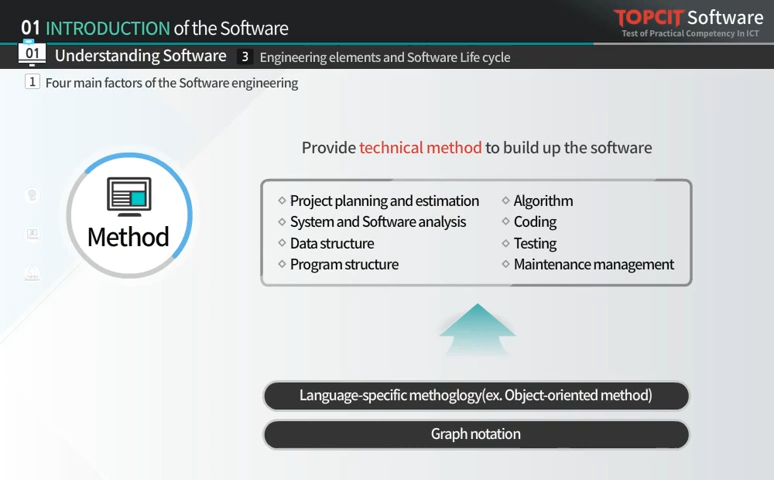 01 INTRODUCTION of the Software
TOPCIT Software
Test of Practical Competency In ICT
01 Understanding Software 3 Engineering elements and Software Life cycle
1 Four main factors of the Software engineering
Provide technical method to build up the software
Method
Project planning and estimation
System and Software analysis
Data structure
Program structure
Algorithm
Coding
Testing
Maintenance management
Language-specific methoglogy(ex. Object-oriented method)
Graph notation